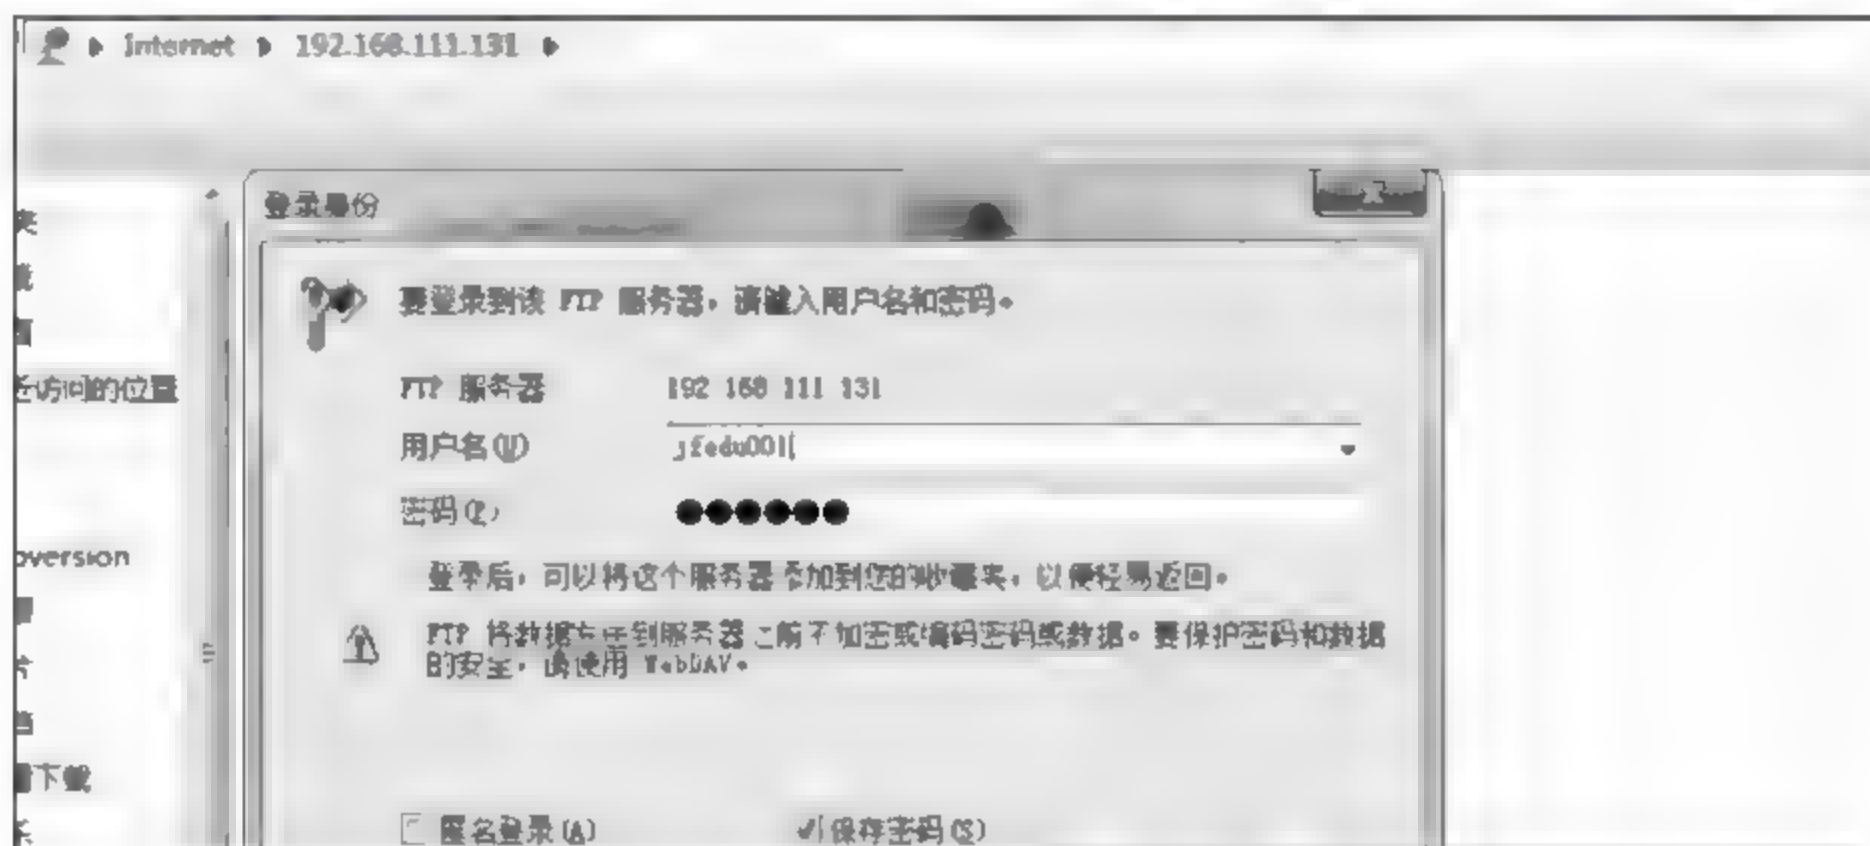 Internet 192.168.111.131
登录身份
要登录到该 FTP 服务器，请键入用户名和密码。
FTP 服务器 192 168 111 131
访问的位置
用户名(U) jfedu001
密码(P) ●●●●●●
oversion
登录后，可以将这个服务器添加到您的收藏夹，以便轻易返回。
FTP 将数据发送到服务器之前不加密或编码密码或数据。要保护密码和数据
的安全，请使用 WebDAV。
下载
匿名登录(A) 保存密码(S)